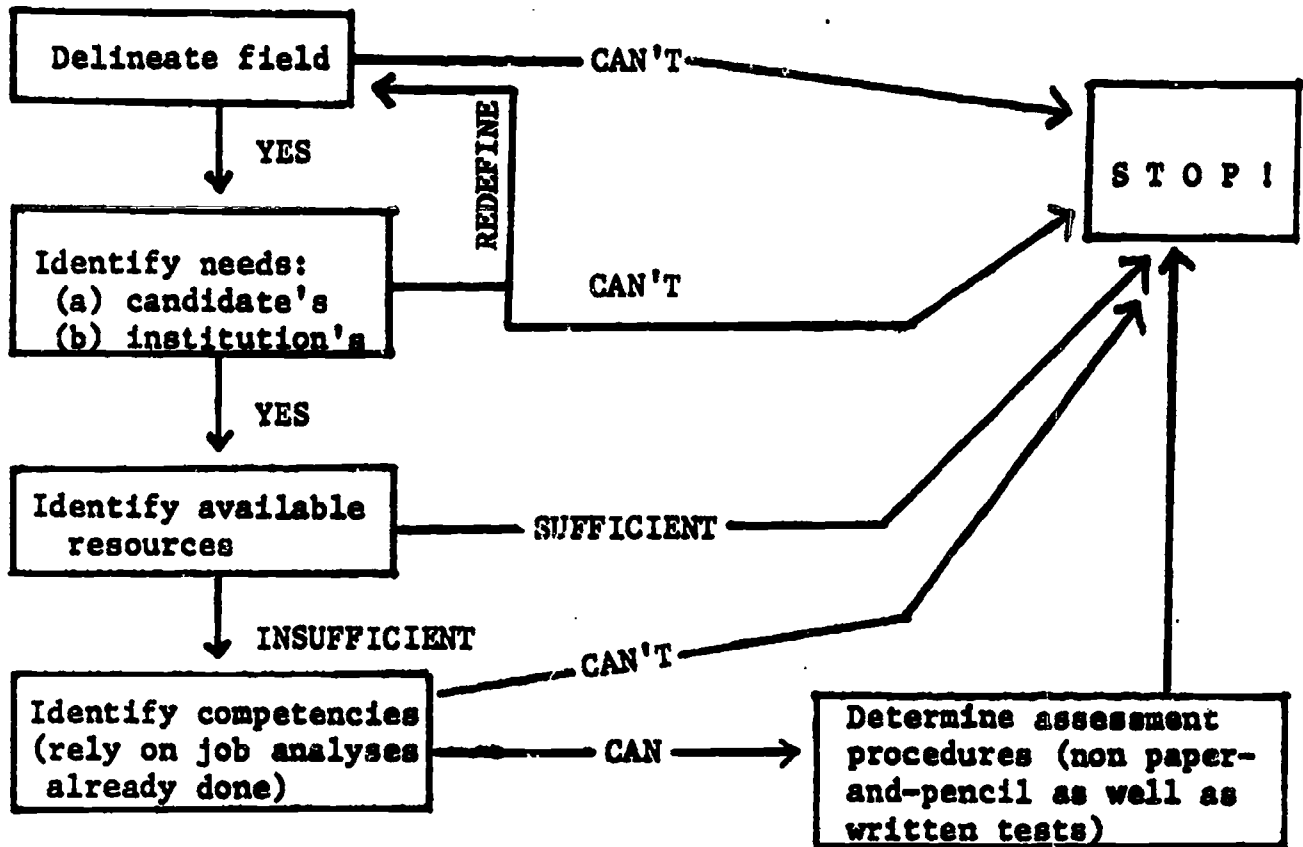 Delineate field
CAN'T
REDEFINE
YES
S T O P !
Identify needs:
(a) candidate's
(b) institution's
CAN'T
YES
Identify available
resources
SUFFICIENT
INSUFFICIENT
CAN'T
Identify competencies
(rely on job analyses
already done)
CAN
Determine assessment
procedures (non paper-
and-pencil as well as
written tests)